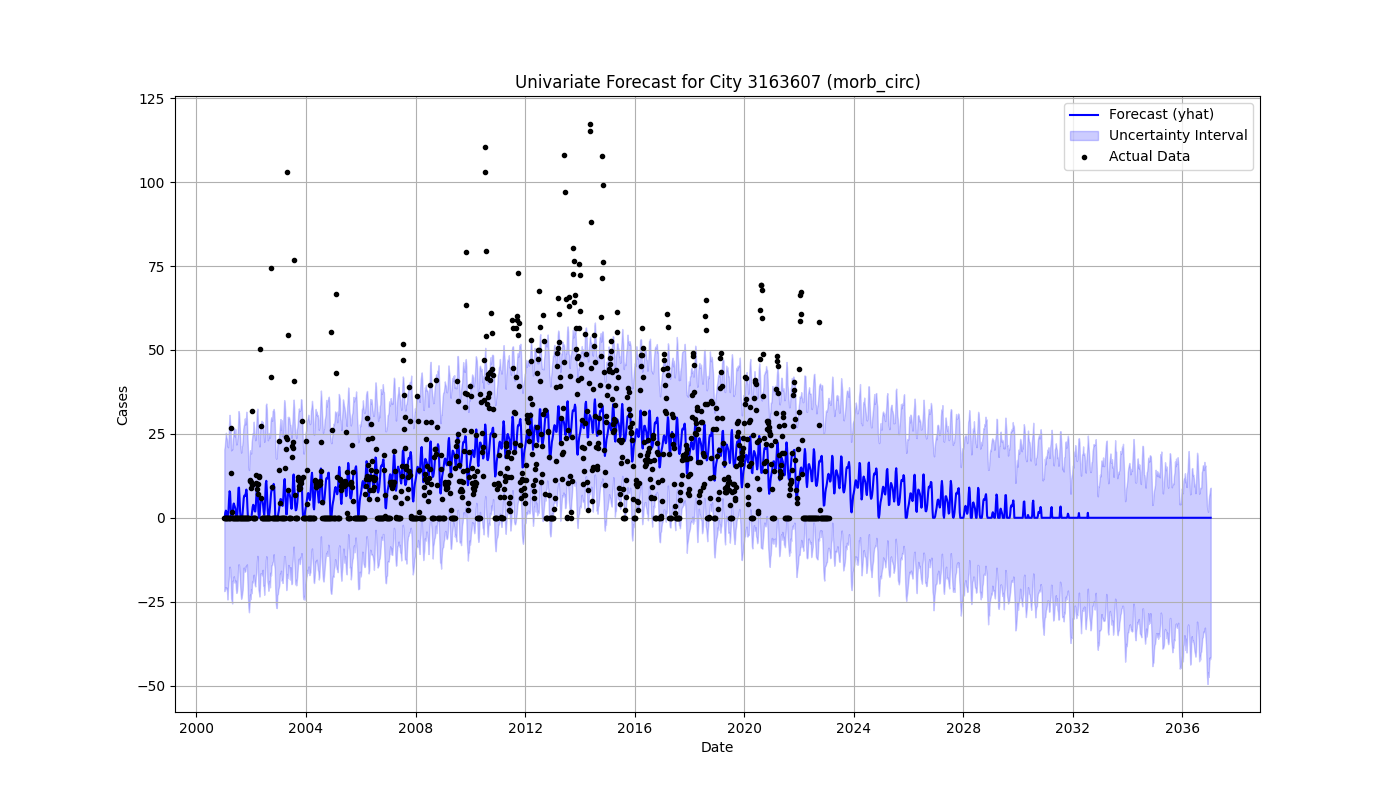 Univariate Forecast for City 3163607 (morb_circ)
Forecast (yhat)
Uncertainty Interval
Actual Data
Cases
125
100
75
50
25
0
−25
−50
2000 2004 2008 2012 2016 2020 2024 2028 2032 2036
Date